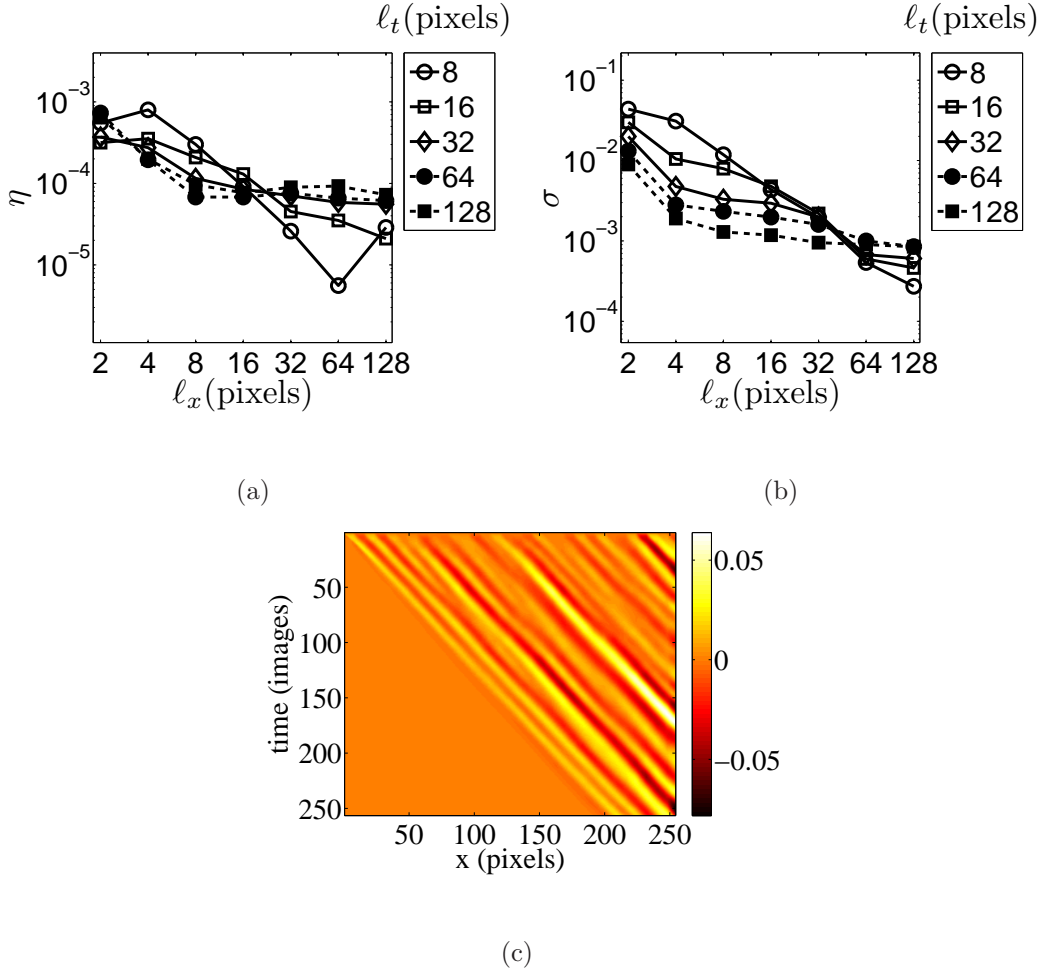 ℓt(pixels)
8
16
32
64
128
10−3
10−4
10−5
η
2 4 8 16 32 64 128
ℓx(pixels)
(a)
ℓt(pixels)
8
16
32
64
128
10−1
10−2
10−3
10−4
σ
2 4 8 16 32 64 128
ℓx(pixels)
(b)
time (images)
50
100
150
200
250
50 100 150 200 250
x (pixels)
0.05
0
−0.05
(c)